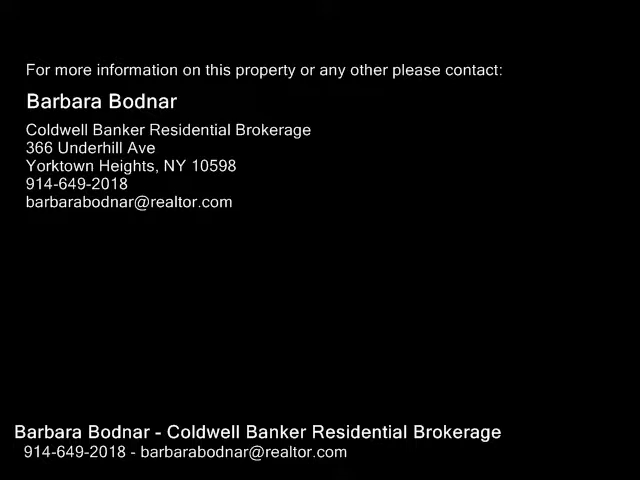 For more information on this property or any other please contact:
Barbara Bodnar
Coldwell Banker Residential Brokerage
366 Underhill Ave
Yorktown Heights, NY 10598
914-649-2018
barbarabodnar@realtor.com
Barbara Bodnar - Coldwell Banker Residential Brokerage
914-649-2018 - barbarabodnar@realtor.com